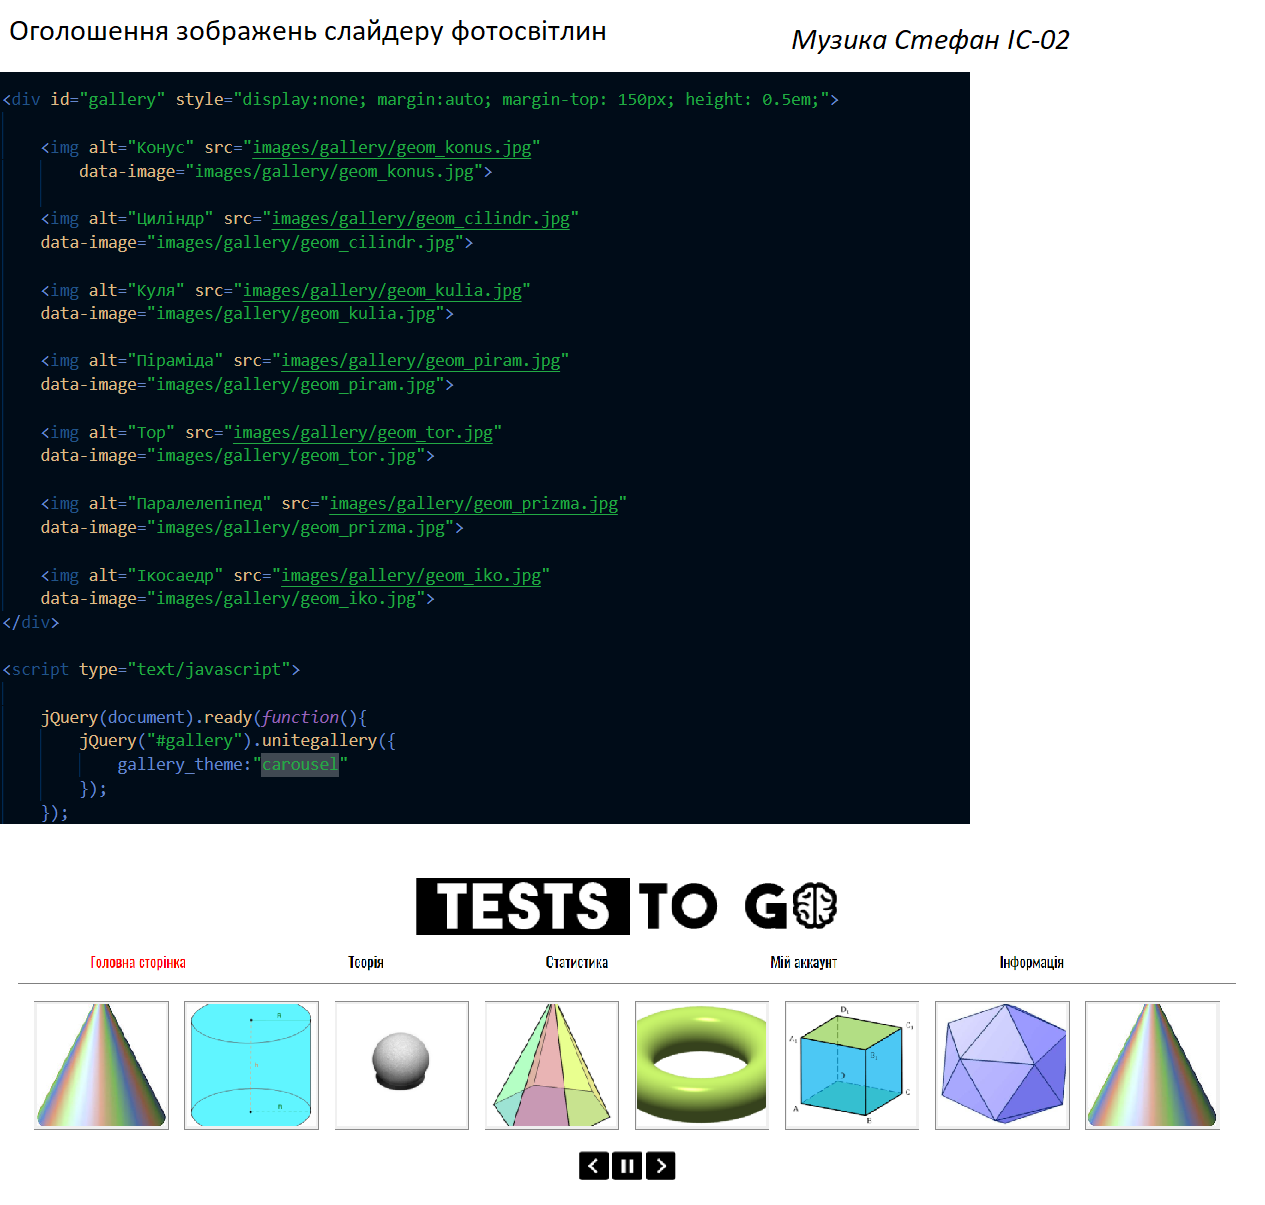 Оголошення зображень слайдеру фотосвітлин
Музика Стефан ІС-02
<div id="gallery" style="display:none; margin:auto; margin-top: 150px; height: 0.5em;">
<img alt="Конус" src="images/gallery/geom_konus.jpg"
data-image="images/gallery/geom_konus.jpg">
<img alt="Циліндр" src="images/gallery/geom_cilindr.jpg"
data-image="images/gallery/geom_cilindr.jpg">
<img alt="Куля" src="images/gallery/geom_kulia.jpg"
data-image="images/gallery/geom_kulia.jpg">
<img alt="Піраміда" src="images/gallery/geom_piram.jpg"
data-image="images/gallery/geom_piram.jpg">
<img alt="Тор" src="images/gallery/geom_tor.jpg"
data-image="images/gallery/geom_tor.jpg">
<img alt="Паралелепіпед" src="images/gallery/geom_prizma.jpg"
data-image="images/gallery/geom_prizma.jpg">
<img alt="Ікосаедр" src="images/gallery/geom_iko.jpg"
data-image="images/gallery/geom_iko.jpg">
</div>
<script type="text/javascript">
jQuery(document).ready(function(){
jQuery("#gallery").unitegallery({
gallery_theme:"carousel"
});
});
TESTS TO GO
Головна сторінка Теорія Статистика Мій аккаунт Інформація
R
h
R
D₁
A₁ C₁
B₁
D
A C
B